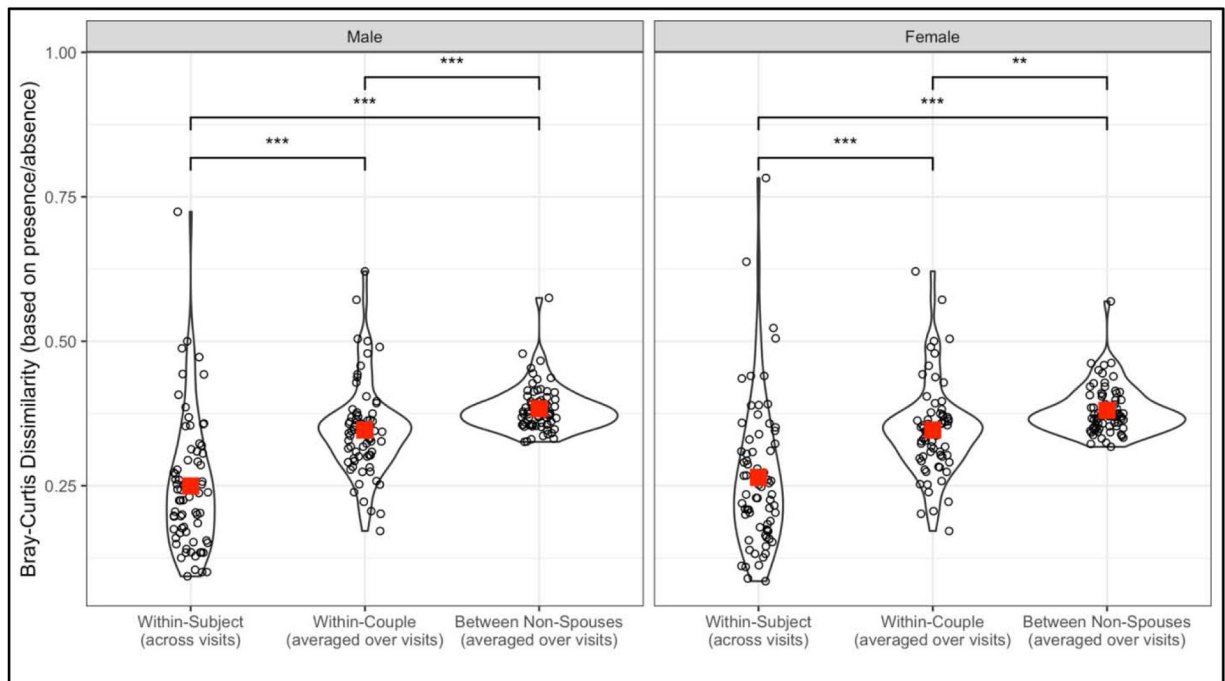 Male
Female
Bray-Curtis Dissimilarity (based on presence/absence)
1.00
0.75
0.50
0.25
***
***
***
**
***
***
Within-Subject
(across visits)
Within-Couple
(averaged over visits)
Between Non-Spouses
(averaged over visits)
Within-Subject
(across visits)
Within-Couple
(averaged over visits)
Between Non-Spouses
(averaged over visits)